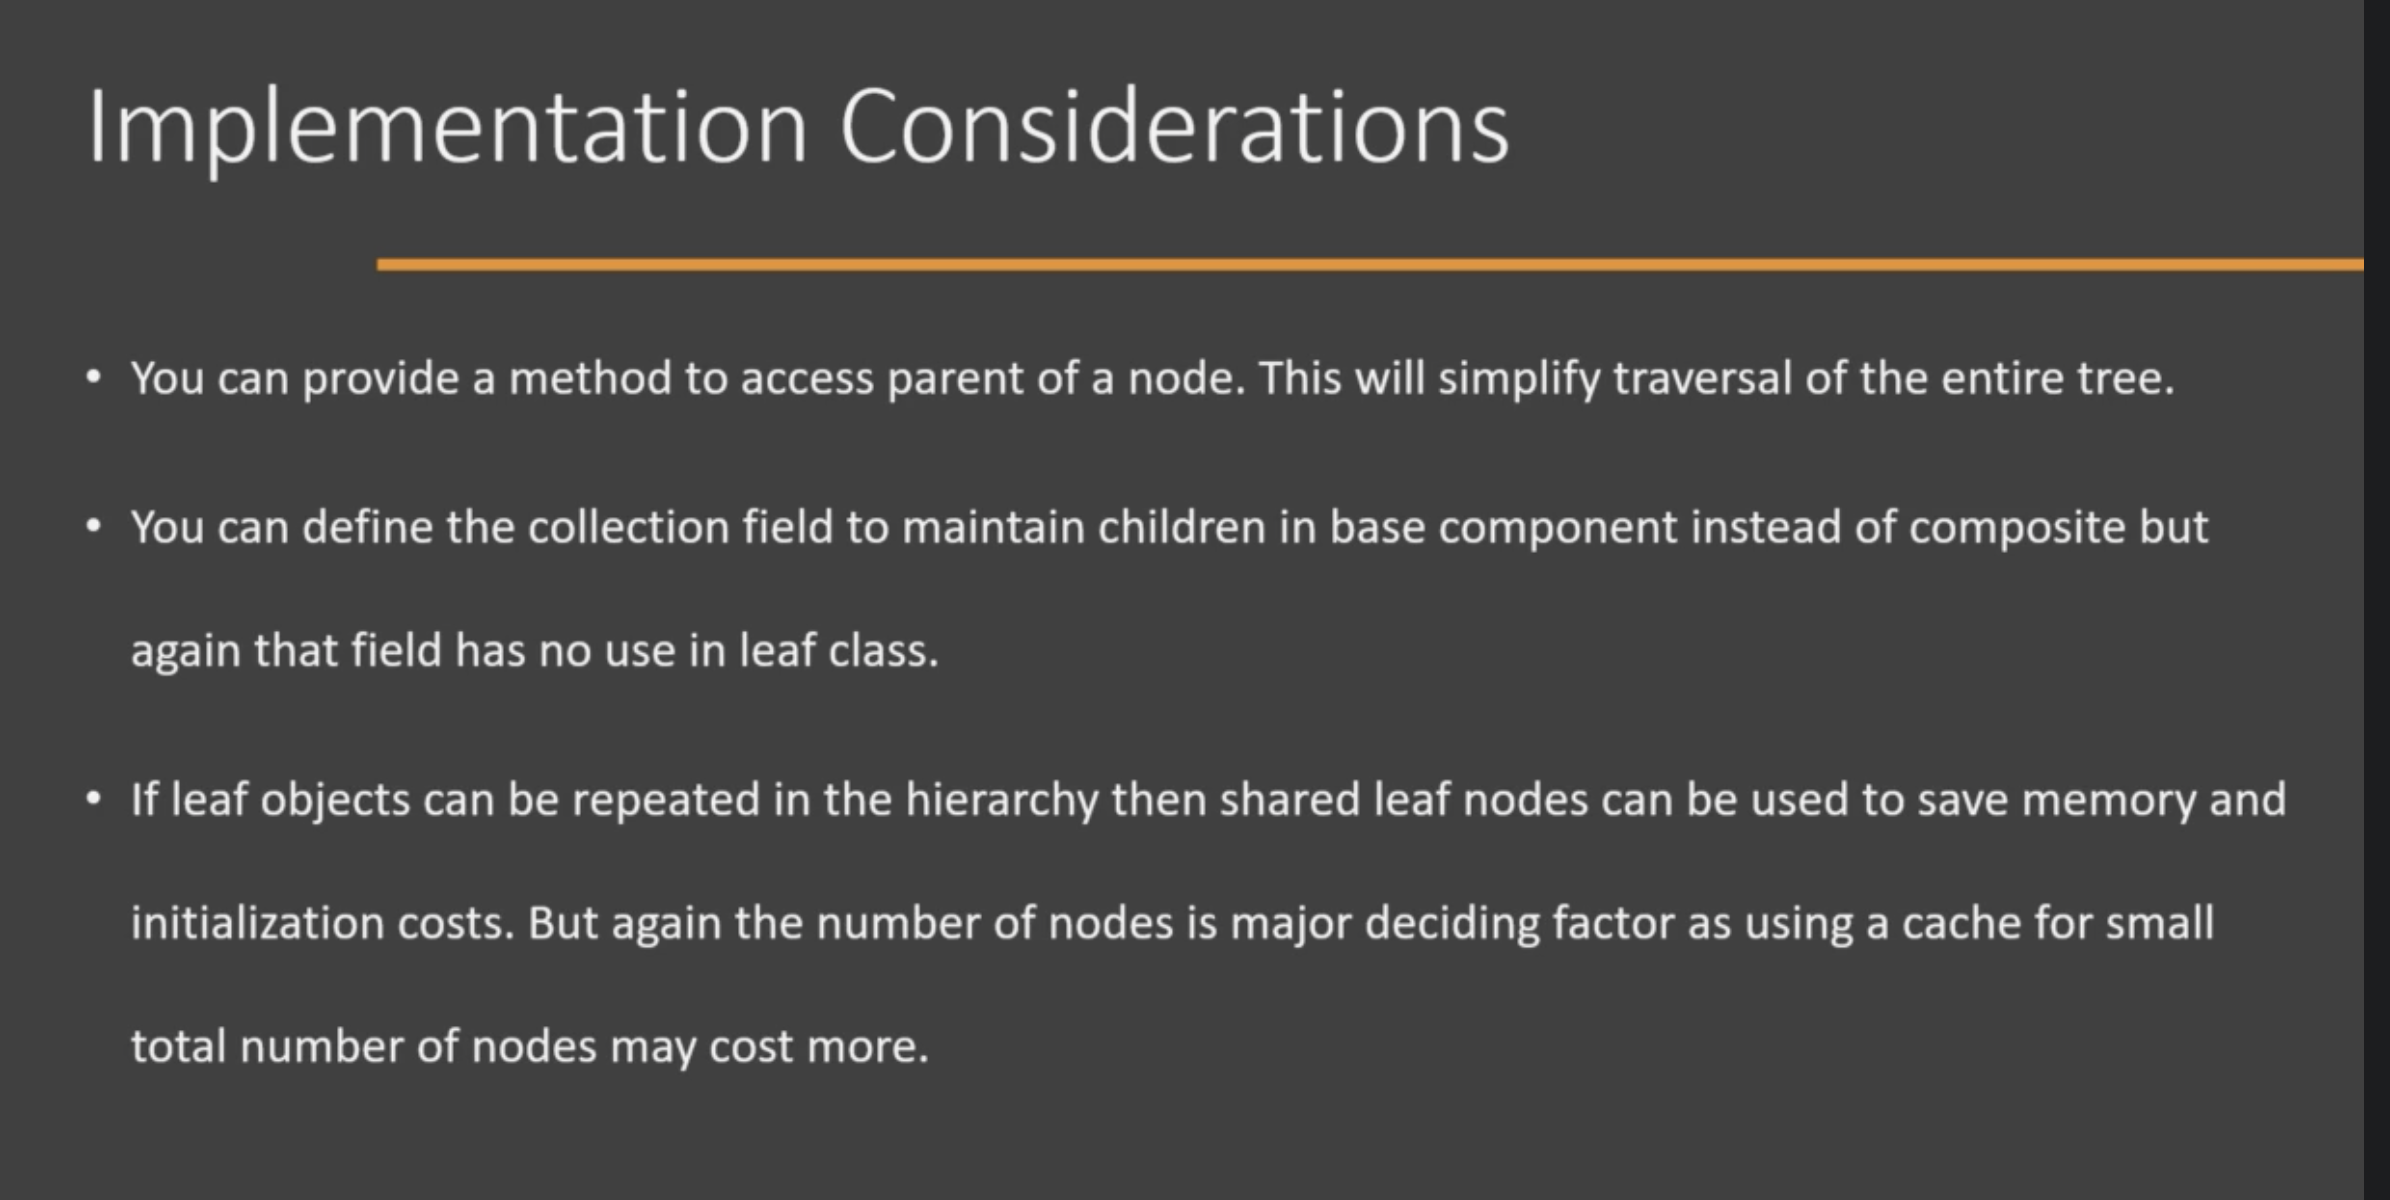 Implementation Considerations
• You can provide a method to access parent of a node. This will simplify traversal of the entire tree.
• You can define the collection field to maintain children in base component instead of composite but
again that field has no use in leaf class.
• If leaf objects can be repeated in the hierarchy then shared leaf nodes can be used to save memory and
initialization costs. But again the number of nodes is major deciding factor as using a cache for small
total number of nodes may cost more.